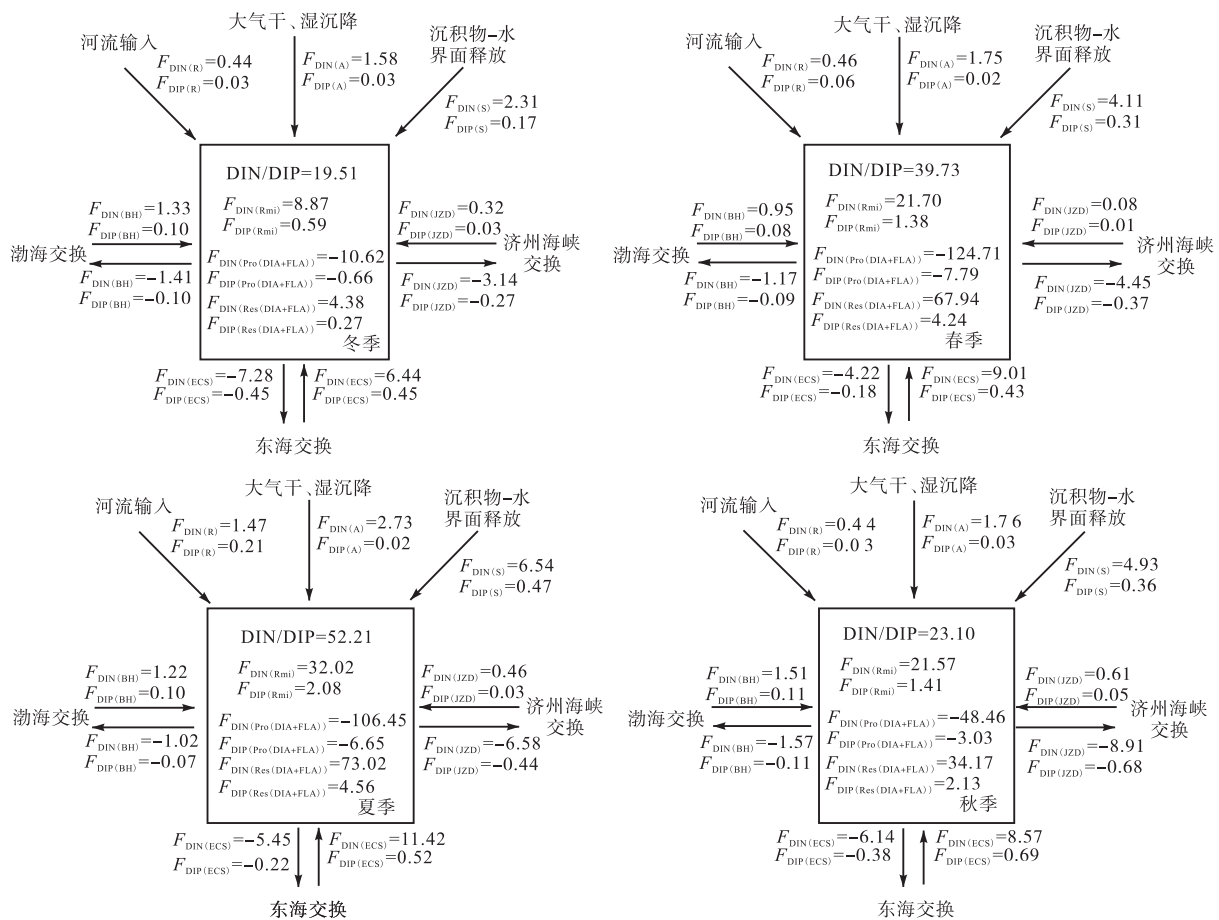 大气干、湿沉降
河流输入
沉积物-水
界面释放
F_DIN(R)=0.44
F_DIP(R)=0.03
F_DIN(A)=1.58
F_DIP(A)=0.03
F_DIN(S)=2.31
F_DIP(S)=0.17
DIN/DIP=19.51
F_DIN(Rmi)=8.87
F_DIP(Rmi)=0.59
F_DIN(Pro(DIA+FLA))=-10.62
F_DIP(Pro(DIA+FLA))=-0.66
F_DIN(Res(DIA+FLA))=4.38
F_DIP(Res(DIA+FLA))=0.27
冬季
F_DIN(BH)=1.33
F_DIP(BH)=0.10
渤海交换
F_DIN(BH)=-1.41
F_DIP(BH)=-0.10
F_DIN(JZD)=0.32
F_DIP(JZD)=0.03
济州海峡
交换
F_DIN(JZD)=-3.14
F_DIP(JZD)=-0.27
F_DIN(ECS)=-7.28
F_DIP(ECS)=-0.45
F_DIN(ECS)=6.44
F_DIP(ECS)=0.45
东海交换
大气干、湿沉降
河流输入
沉积物-水
界面释放
F_DIN(R)=0.46
F_DIP(R)=0.06
F_DIN(A)=1.75
F_DIP(A)=0.02
F_DIN(S)=4.11
F_DIP(S)=0.31
DIN/DIP=39.73
F_DIN(Rmi)=21.70
F_DIP(Rmi)=1.38
F_DIN(Pro(DIA+FLA))=-124.71
F_DIP(Pro(DIA+FLA))=-7.79
F_DIN(Res(DIA+FLA))=67.94
F_DIP(Res(DIA+FLA))=4.24
春季
F_DIN(BH)=0.95
F_DIP(BH)=0.08
渤海交换
F_DIN(BH)=-1.17
F_DIP(BH)=-0.09
F_DIN(JZD)=0.08
F_DIP(JZD)=0.01
济州海峡
交换
F_DIN(JZD)=-4.45
F_DIP(JZD)=-0.37
F_DIN(ECS)=-4.22
F_DIP(ECS)=-0.18
F_DIN(ECS)=9.01
F_DIP(ECS)=0.43
东海交换
大气干、湿沉降
河流输入
沉积物-水
界面释放
F_DIN(R)=1.47
F_DIP(R)=0.21
F_DIN(A)=2.73
F_DIP(A)=0.02
F_DIN(S)=6.54
F_DIP(S)=0.47
DIN/DIP=52.21
F_DIN(Rmi)=32.02
F_DIP(Rmi)=2.08
F_DIN(Pro(DIA+FLA))=-106.45
F_DIP(Pro(DIA+FLA))=-6.65
F_DIN(Res(DIA+FLA))=73.02
F_DIP(Res(DIA+FLA))=4.56
夏季
F_DIN(BH)=1.22
F_DIP(BH)=0.10
渤海交换
F_DIN(BH)=-1.02
F_DIP(BH)=-0.07
F_DIN(JZD)=0.46
F_DIP(JZD)=0.03
济州海峡
交换
F_DIN(JZD)=-6.58
F_DIP(JZD)=-0.44
F_DIN(ECS)=-5.45
F_DIP(ECS)=-0.22
F_DIN(ECS)=11.42
F_DIP(ECS)=0.52
东海交换
大气干、湿沉降
河流输入
沉积物-水
界面释放
F_DIN(R)=0.44
F_DIP(R)=0.03
F_DIN(A)=1.76
F_DIP(A)=0.03
F_DIN(S)=4.93
F_DIP(S)=0.36
DIN/DIP=23.10
F_DIN(Rmi)=21.57
F_DIP(Rmi)=1.41
F_DIN(Pro(DIA+FLA))=-48.46
F_DIP(Pro(DIA+FLA))=-3.03
F_DIN(Res(DIA+FLA))=34.17
F_DIP(Res(DIA+FLA))=2.13
秋季
F_DIN(BH)=1.51
F_DIP(BH)=0.11
渤海交换
F_DIN(BH)=-1.57
F_DIP(BH)=-0.11
F_DIN(JZD)=0.61
F_DIP(JZD)=0.05
济州海峡
交换
F_DIN(JZD)=-8.91
F_DIP(JZD)=-0.68
F_DIN(ECS)=-6.14
F_DIP(ECS)=-0.38
F_DIN(ECS)=8.57
F_DIP(ECS)=0.69
东海交换